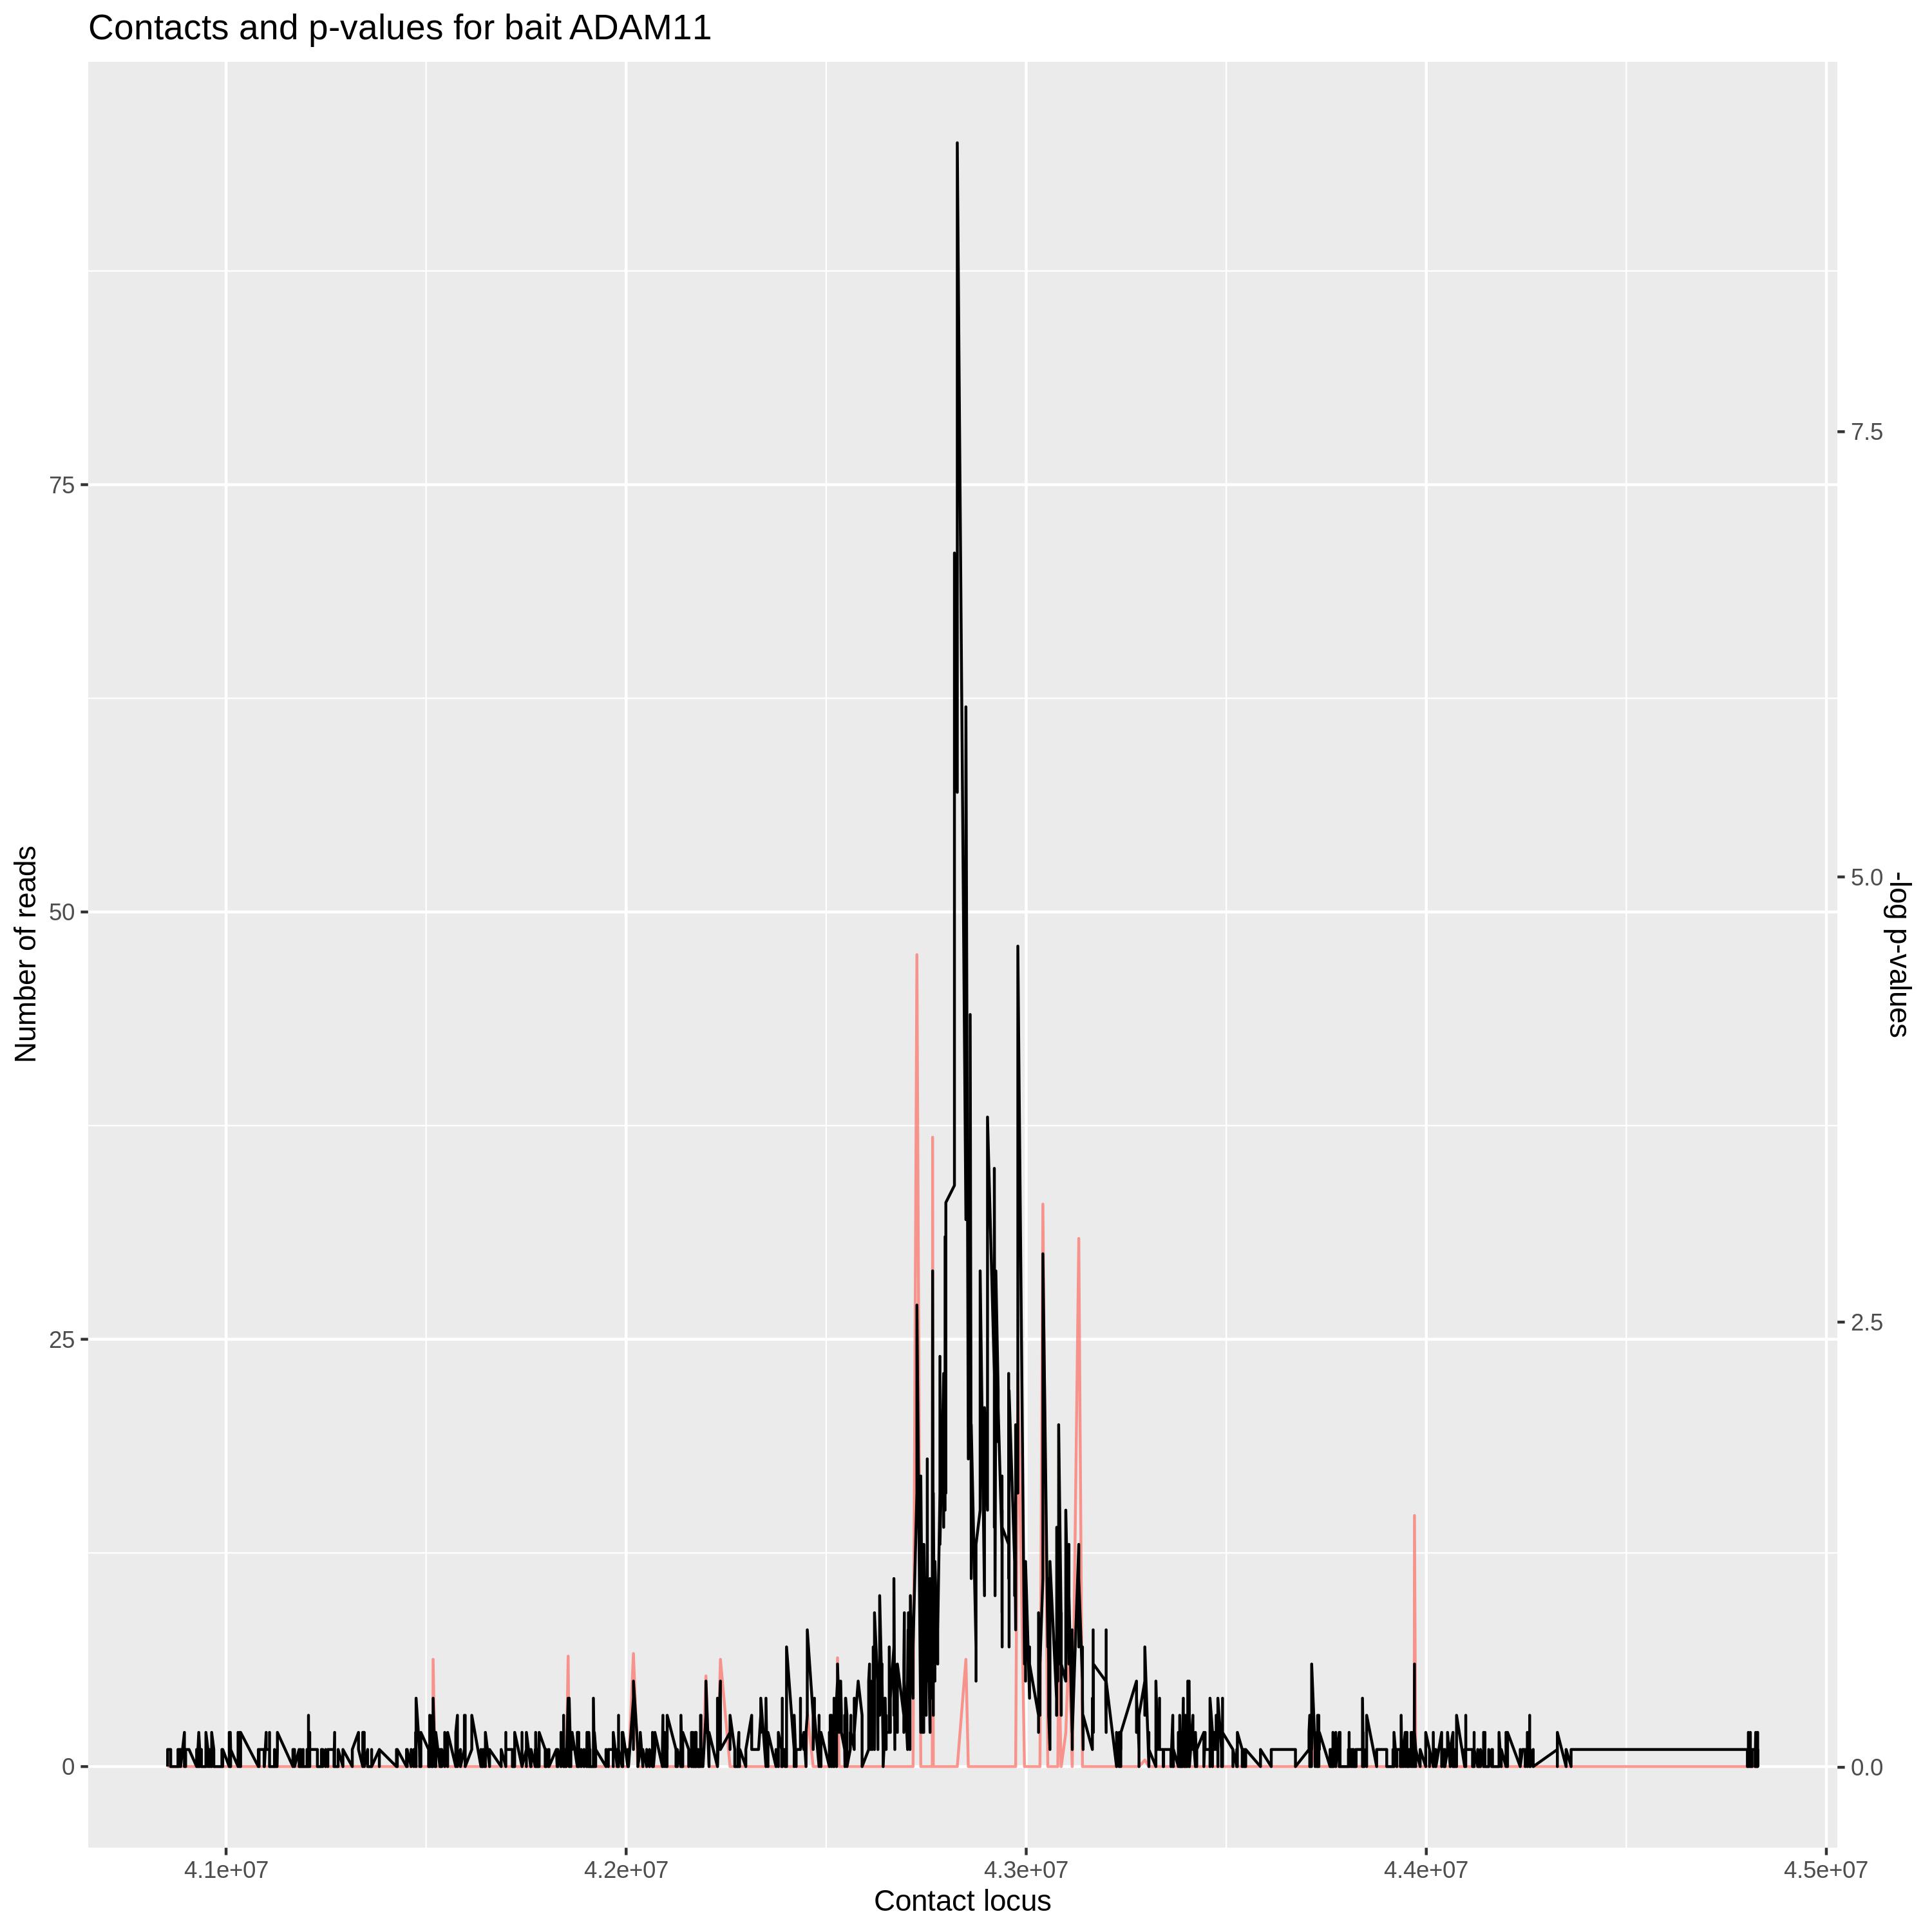 Contacts and p-values for bait ADAM11
Number of reads
75
50
25
0
7.5
5.0
2.5
0.0
-log p-values
4.1e+07 4.2e+07 4.3e+07 4.4e+07 4.5e+07
Contact locus